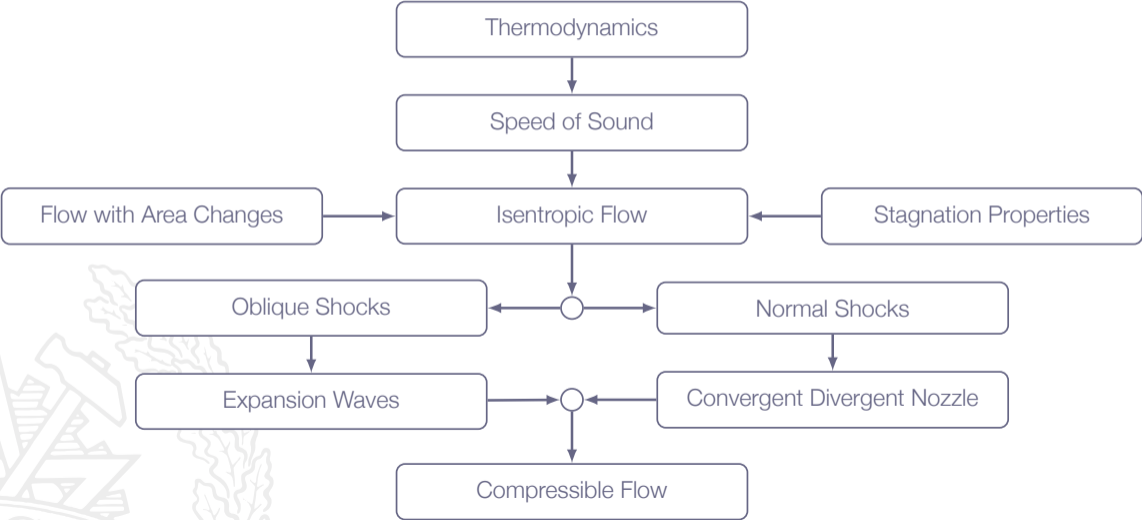 Thermodynamics
Speed of Sound
Flow with Area Changes
Isentropic Flow
Stagnation Properties
Oblique Shocks
Normal Shocks
Expansion Waves
Convergent Divergent Nozzle
Compressible Flow